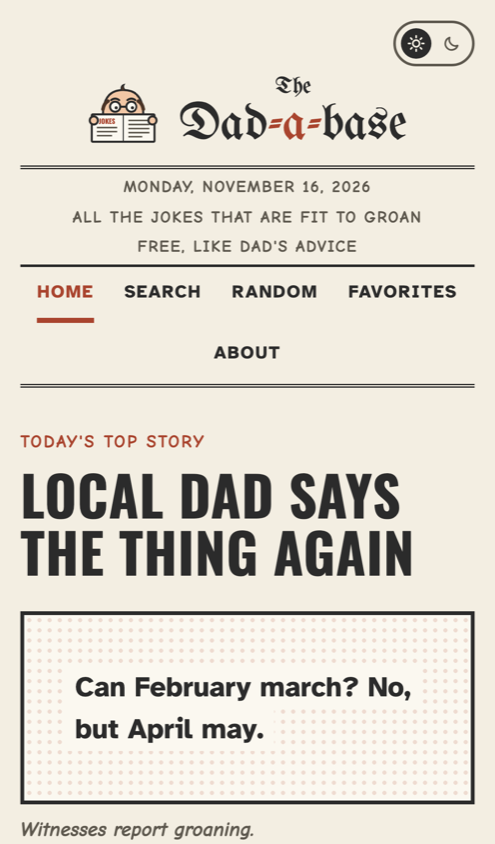 The
Dad=a=base
JOKES
MONDAY, NOVEMBER 16, 2026
ALL THE JOKES THAT ARE FIT TO GROAN
FREE, LIKE DAD'S ADVICE
HOME SEARCH RANDOM FAVORITES
ABOUT
TODAY'S TOP STORY
LOCAL DAD SAYS
THE THING AGAIN
Can February march? No,
but April may.
Witnesses report groaning.